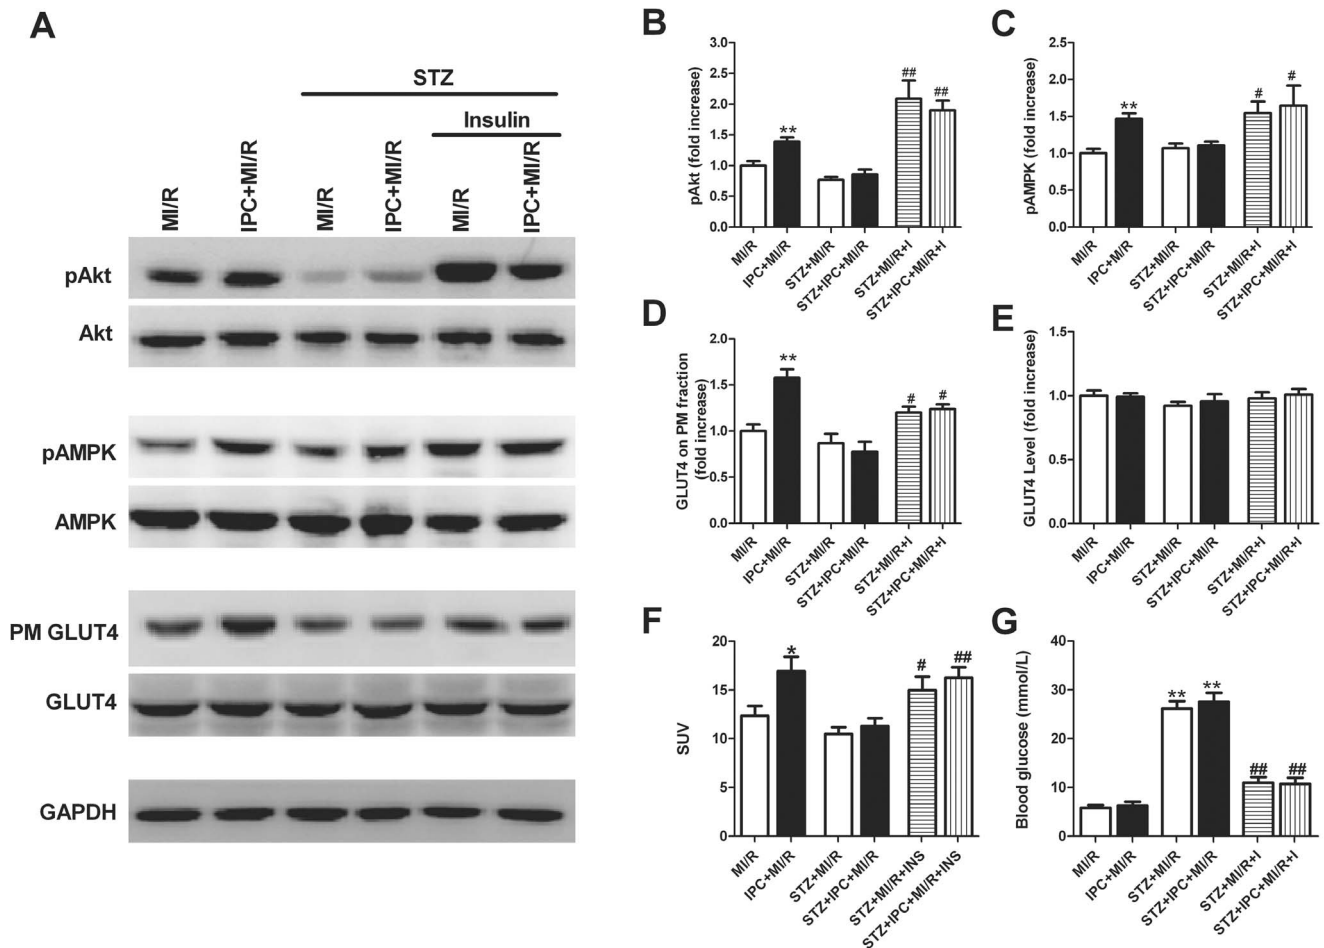 A
STZ
Insulin
MI/R
IPC+MI/R
MI/R
IPC+MI/R
MI/R
IPC+MI/R
pAkt
Akt
pAMPK
AMPK
PM GLUT4
GLUT4
GAPDH
B
pAkt (fold increase)
3.0
2.5
2.0
1.5
1.0
0.5
0.0
**
##
##
MI/R
IPC+MI/R
STZ+MI/R
STZ+IPC+MI/R
STZ+MI/R+I
STZ+IPC+MI/R+I
C
pAMPK (fold increase)
2.5
2.0
1.5
1.0
0.5
0.0
**
#
#
MI/R
IPC+MI/R
STZ+MI/R
STZ+IPC+MI/R
STZ+MI/R+I
STZ+IPC+MI/R+I
D
GLUT4 on PM fraction
(fold increase)
2.0
1.5
1.0
0.5
0.0
**
#
#
MI/R
IPC+MI/R
STZ+MI/R
STZ+IPC+MI/R
STZ+MI/R+I
STZ+IPC+MI/R+I
E
GLUT4 Level (fold increase)
1.5
1.0
0.5
0.0
MI/R
IPC+MI/R
STZ+MI/R
STZ+IPC+MI/R
STZ+MI/R+I
STZ+IPC+MI/R+I
F
SUV
20
15
10
5
0
*
#
##
MI/R
IPC+MI/R
STZ+MI/R
STZ+IPC+MI/R
STZ+MI/R+INS
STZ+IPC+MI/R+INS
G
Blood glucose (mmol/L)
40
30
20
10
0
**
**
##
##
MI/R
IPC+MI/R
STZ+MI/R
STZ+IPC+MI/R
STZ+MI/R+I
STZ+IPC+MI/R+I